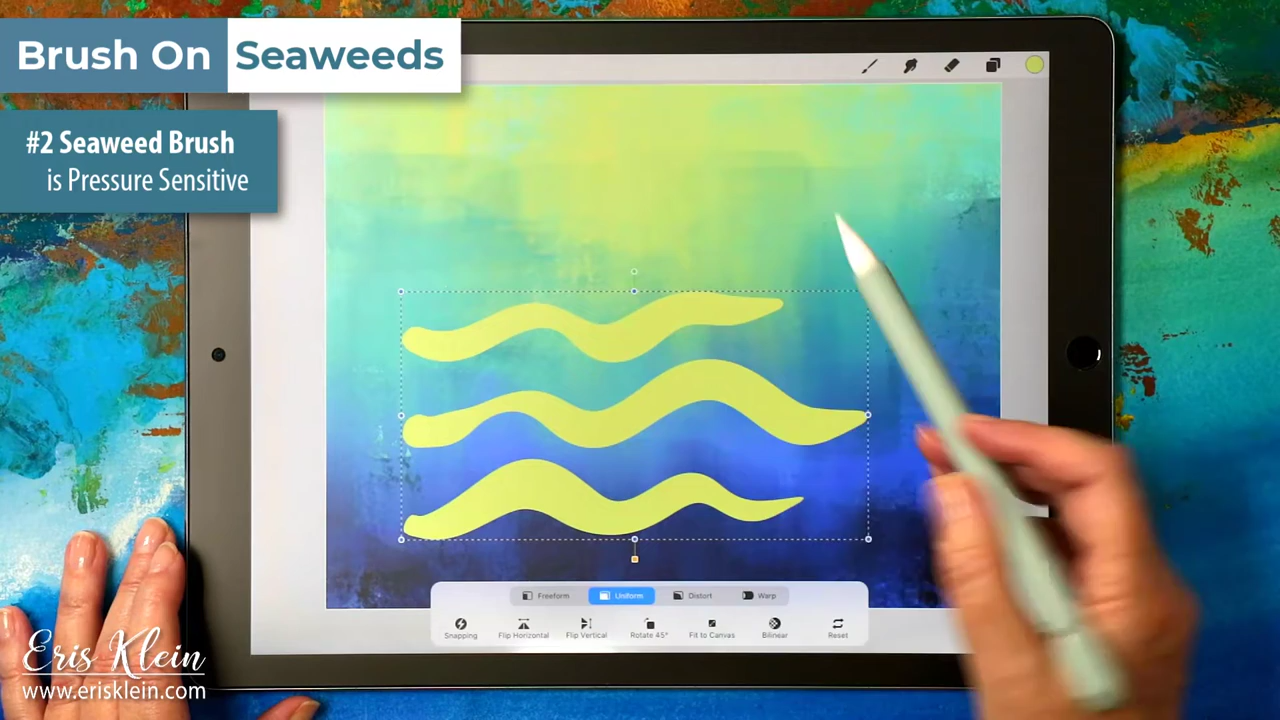 Brush On Seaweeds
#2 Seaweed Brush
is Pressure Sensitive
Freeform Uniform Distort Warp
Snapping Flip Horizontal Flip Vertical Rotate 45° Fit to Canvas Bilinear Reset
Eris Klein
www.erisklein.com